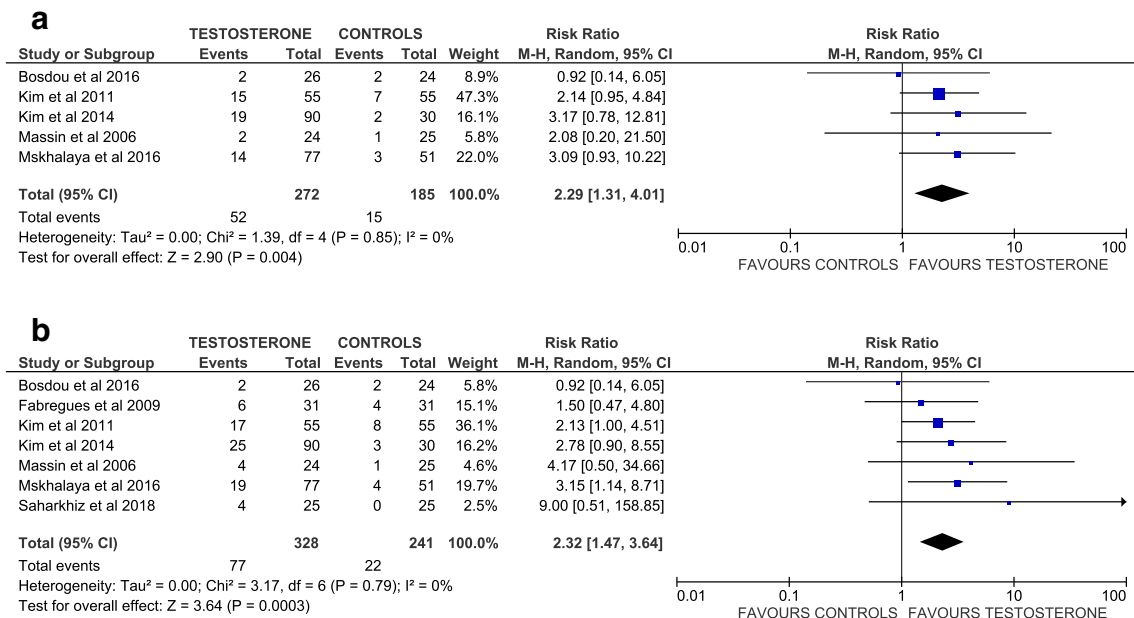 a
TESTOSTERONE CONTROLS Risk Ratio Risk Ratio
Study or Subgroup Events Total Events Total Weight M-H, Random, 95% CI M-H, Random, 95% CI
Bosdou et al 2016 2 26 2 24 8.9% 0.92 [0.14, 6.05]
Kim et al 2011 15 55 7 55 47.3% 2.14 [0.95, 4.84]
Kim et al 2014 19 90 2 30 16.1% 3.17 [0.78, 12.81]
Massin et al 2006 2 24 1 25 5.8% 2.08 [0.20, 21.50]
Mskhalaya et al 2016 14 77 3 51 22.0% 3.09 [0.93, 10.22]
Total (95% CI) 272 185 100.0% 2.29 [1.31, 4.01]
Total events 52 15
Heterogeneity: Tau² = 0.00; Chi² = 1.39, df = 4 (P = 0.85); I² = 0%
Test for overall effect: Z = 2.90 (P = 0.004)
0.01 0.1 1 10 100
FAVOURS CONTROLS FAVOURS TESTOSTERONE
b
TESTOSTERONE CONTROLS Risk Ratio Risk Ratio
Study or Subgroup Events Total Events Total Weight M-H, Random, 95% CI M-H, Random, 95% CI
Bosdou et al 2016 2 26 2 24 5.8% 0.92 [0.14, 6.05]
Fabregues et al 2009 6 31 4 31 15.1% 1.50 [0.47, 4.80]
Kim et al 2011 17 55 8 55 36.1% 2.13 [1.00, 4.51]
Kim et al 2014 25 90 3 30 16.2% 2.78 [0.90, 8.55]
Massin et al 2006 4 24 1 25 4.6% 4.17 [0.50, 34.66]
Mskhalaya et al 2016 19 77 4 51 19.7% 3.15 [1.14, 8.71]
Saharkhiz et al 2018 4 25 0 25 2.5% 9.00 [0.51, 158.85]
Total (95% CI) 328 241 100.0% 2.32 [1.47, 3.64]
Total events 77 22
Heterogeneity: Tau² = 0.00; Chi² = 3.17, df = 6 (P = 0.79); I² = 0%
Test for overall effect: Z = 3.64 (P = 0.0003)
0.01 0.1 1 10 100
FAVOURS CONTROLS FAVOURS TESTOSTERONE